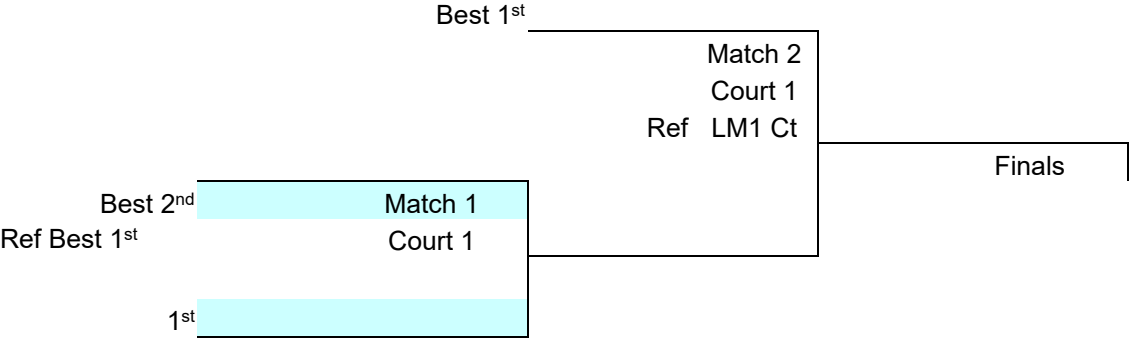 Best 1st
Match 2
Court 1
Ref LM1 Ct
Finals
Best 2nd Match 1
Ref Best 1st Court 1
1st